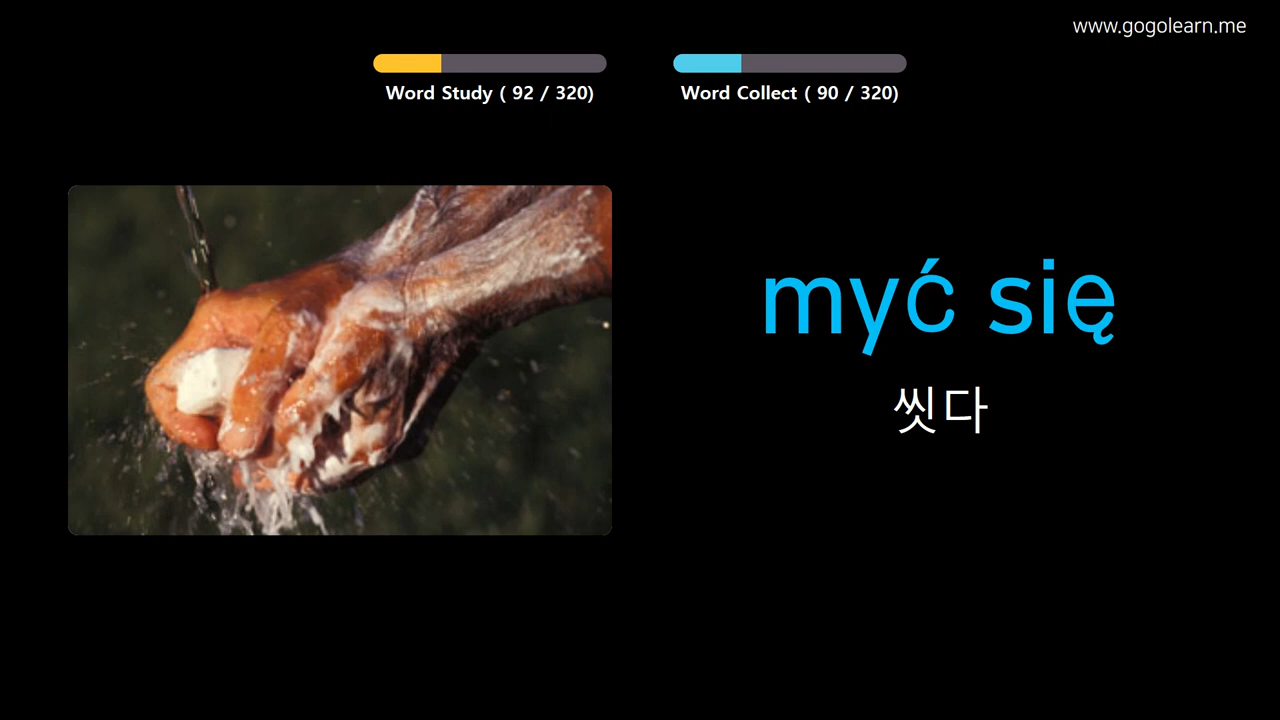 www.gogolearn.me
Word Study ( 92 / 320)
Word Collect ( 90 / 320)
myć się
씻다